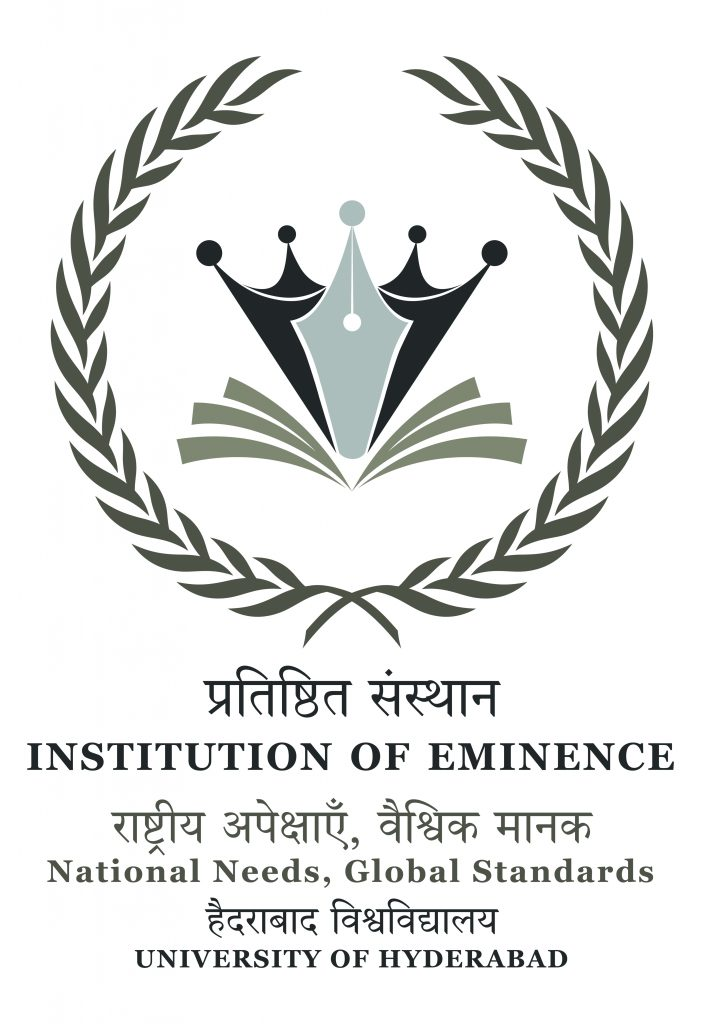 प्रतिष्ठित संस्थान
INSTITUTION OF EMINENCE
राष्ट्रीय अपेक्षाएँ, वैश्विक मानक
National Needs, Global Standards
हैदराबाद विश्वविद्यालय
UNIVERSITY OF HYDERABAD